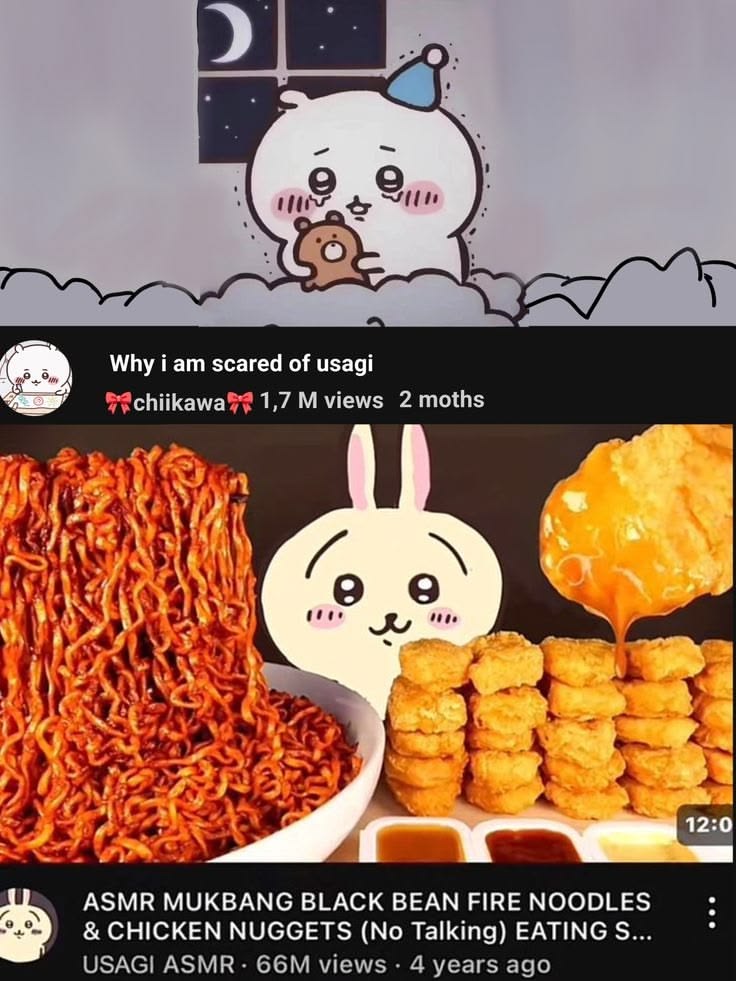 Why i am scared of usagi
🎀chiikawa🎀 1,7 M views 2 moths
12:0
ASMR MUKBANG BLACK BEAN FIRE NOODLES
& CHICKEN NUGGETS (No Talking) EATING S...
USAGI ASMR · 66M views · 4 years ago